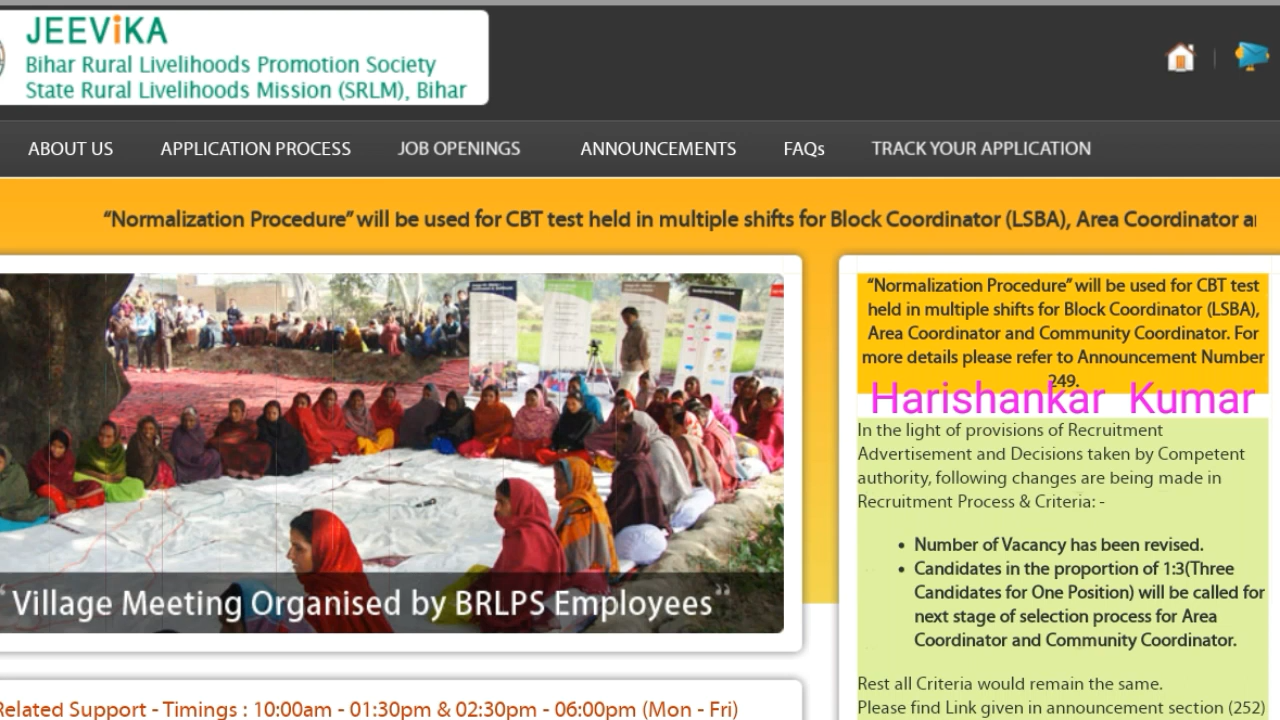 JEEViKA
Bihar Rural Livelihoods Promotion Society
State Rural Livelihoods Mission (SRLM), Bihar
ABOUT US APPLICATION PROCESS JOB OPENINGS ANNOUNCEMENTS FAQs TRACK YOUR APPLICATION
“Normalization Procedure” will be used for CBT test held in multiple shifts for Block Coordinator (LSBA), Area Coordinator
“Village Meeting Organised by BRLPS Employees”
Related Support - Timings : 10:00am - 01:30pm & 02:30pm - 06:00pm (Mon - Fri)
“Normalization Procedure” will be used for CBT test
held in multiple shifts for Block Coordinator (LSBA),
Area Coordinator and Community Coordinator. For
more details please refer to Announcement Number
249.
Harishankar Kumar
In the light of provisions of Recruitment
Advertisement and Decisions taken by Competent
authority, following changes are being made in
Recruitment Process & Criteria: -
• Number of Vacancy has been revised.
• Candidates in the proportion of 1:3(Three
Candidates for One Position) will be called for
next stage of selection process for Area
Coordinator and Community Coordinator.
Rest all Criteria would remain the same.
Please find Link given in announcement section (252)